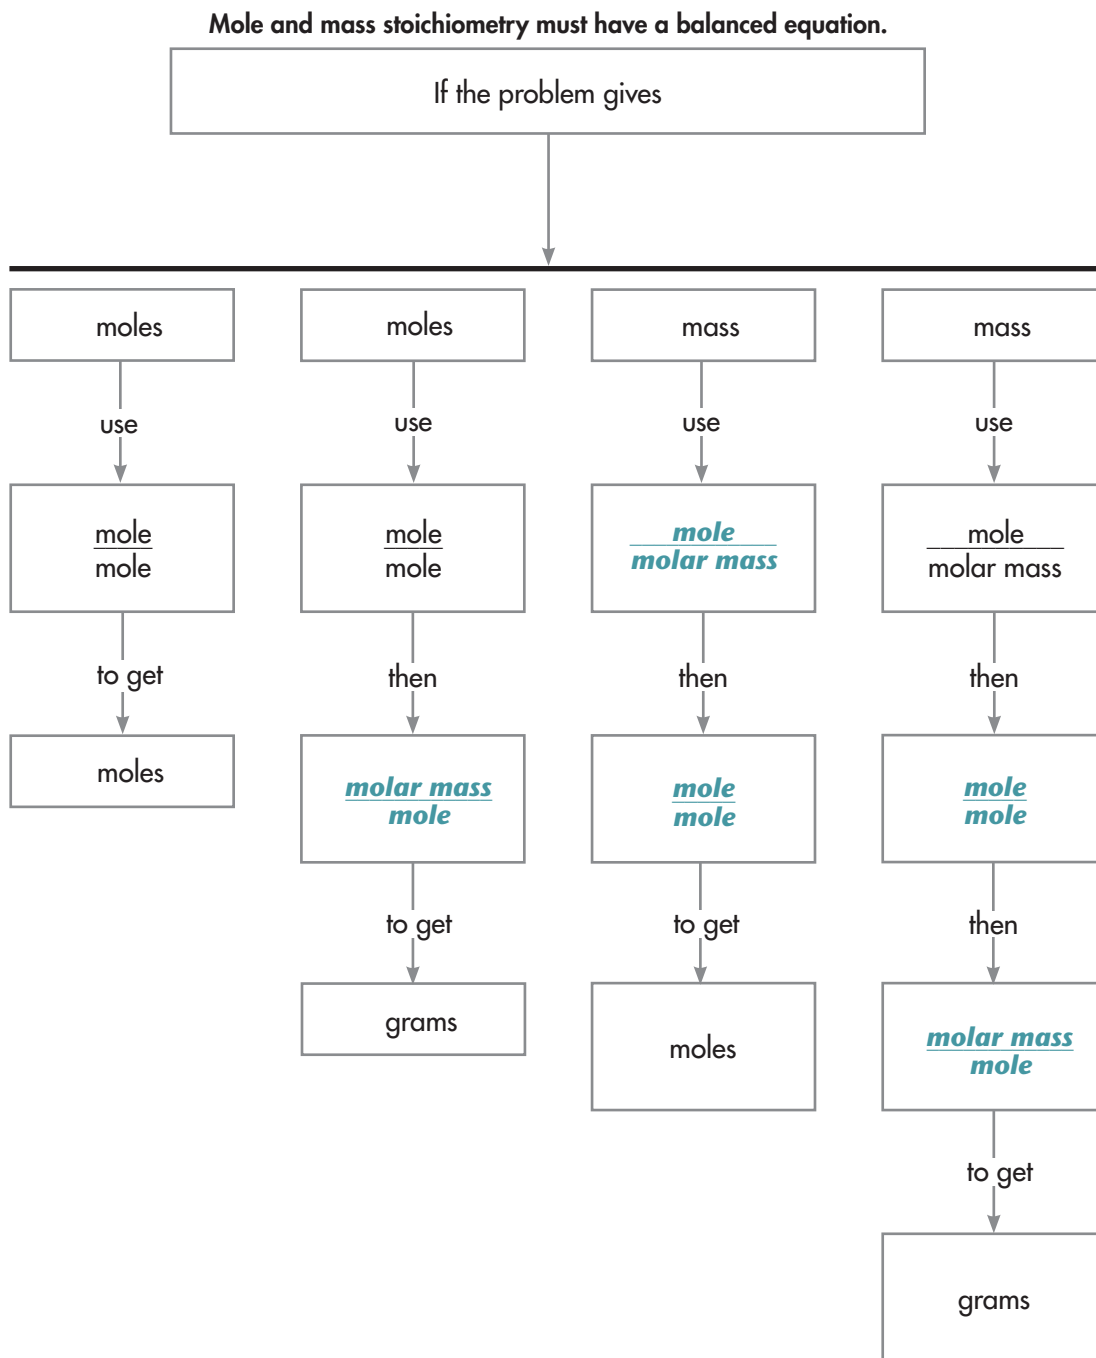 Mole and mass stoichiometry must have a balanced equation.
If the problem gives
moles
use
mole
mole
to get
moles
moles
use
mole
mole
then
molar mass
mole
to get
grams
mass
use
mole
molar mass
then
mole
mole
to get
moles
mass
use
mole
molar mass
then
mole
mole
then
molar mass
mole
to get
grams